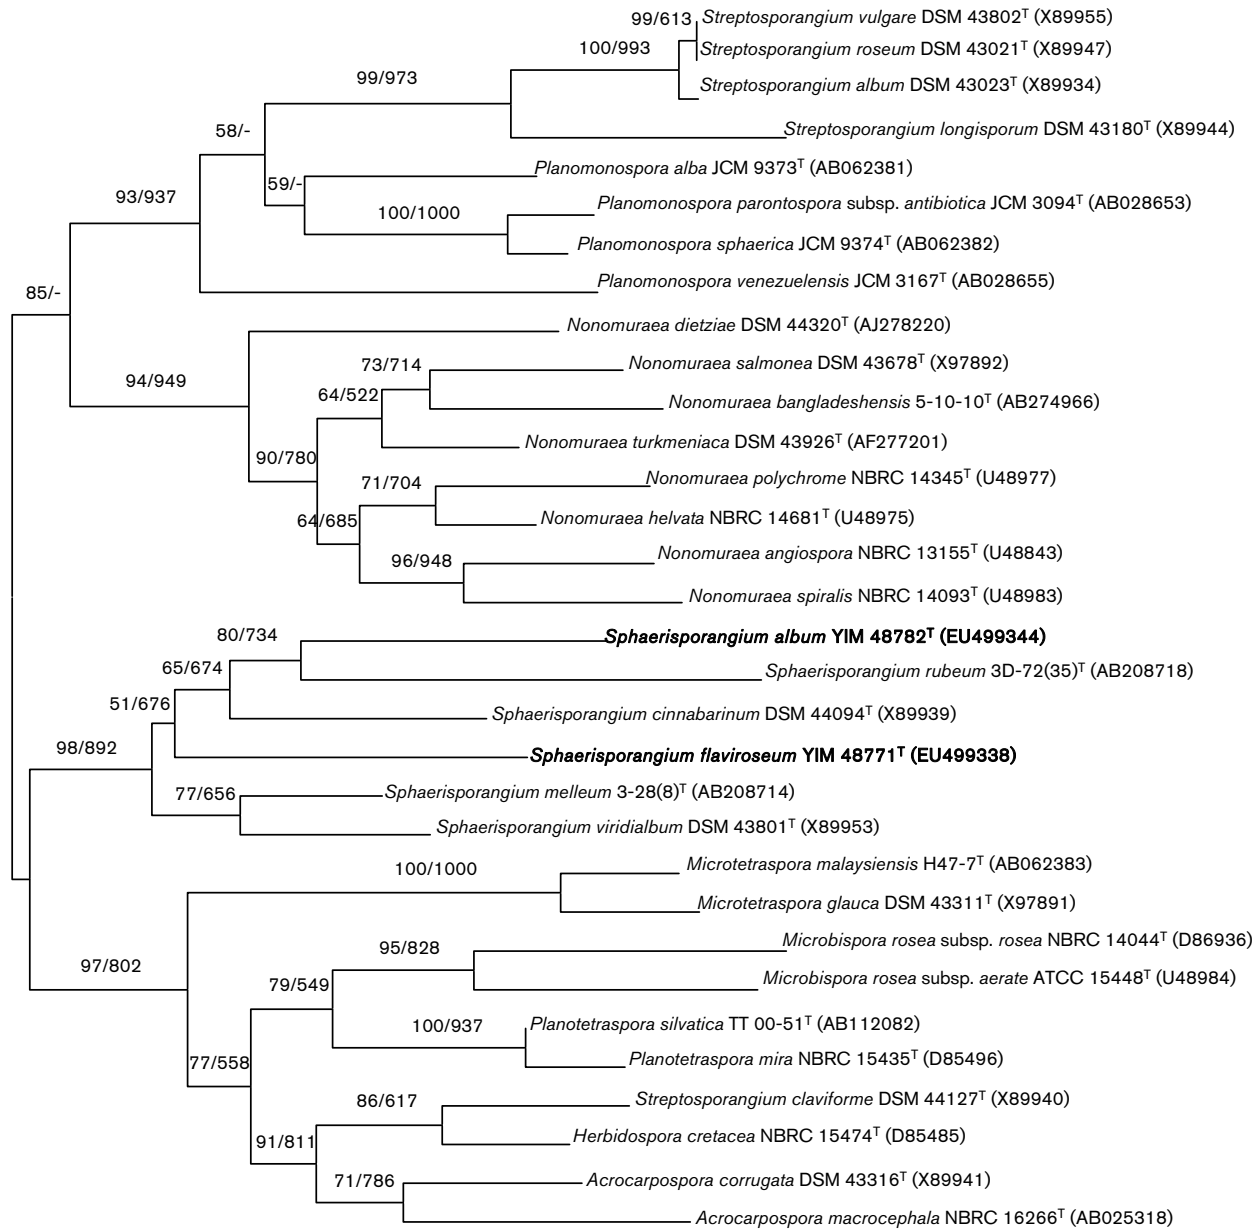 99/613
Streptosporangium vulgare DSM 43802ᵀ (X89955)
100/993
Streptosporangium roseum DSM 43021ᵀ (X89947)
99/973
Streptosporangium album DSM 43023ᵀ (X89934)
58/-
Streptosporangium longisporum DSM 43180ᵀ (X89944)
Planomonospora alba JCM 9373ᵀ (AB062381)
59/-
93/937
Planomonospora parontospora subsp. antibiotica JCM 3094ᵀ (AB028653)
100/1000
Planomonospora sphaerica JCM 9374ᵀ (AB062382)
Planomonospora venezuelensis JCM 3167ᵀ (AB028655)
85/-
Nonomuraea dietziae DSM 44320ᵀ (AJ278220)
73/714
Nonomuraea salmonea DSM 43678ᵀ (X97892)
94/949
64/522
Nonomuraea bangladeshensis 5-10-10ᵀ (AB274966)
Nonomuraea turkmeniaca DSM 43926ᵀ (AF277201)
90/780
Nonomuraea polychrome NBRC 14345ᵀ (U48977)
71/704
Nonomuraea helvata NBRC 14681ᵀ (U48975)
64/685
Nonomuraea angiospora NBRC 13155ᵀ (U48843)
96/948
Nonomuraea spiralis NBRC 14093ᵀ (U48983)
80/734
Sphaerisporangium album YIM 48782ᵀ (EU499344)
65/674
Sphaerisporangium rubeum 3D-72(35)ᵀ (AB208718)
51/676
Sphaerisporangium cinnabarinum DSM 44094ᵀ (X89939)
98/892
Sphaerisporangium flaviroseum YIM 48771ᵀ (EU499338)
77/656
Sphaerisporangium melleum 3-28(8)ᵀ (AB208714)
Sphaerisporangium viridialbum DSM 43801ᵀ (X89953)
100/1000
Microtetraspora malaysiensis H47-7ᵀ (AB062383)
Microtetraspora glauca DSM 43311ᵀ (X97891)
95/828
Microbispora rosea subsp. rosea NBRC 14044ᵀ (D86936)
97/802
79/549
Microbispora rosea subsp. aerate ATCC 15448ᵀ (U48984)
100/937
Planotetraspora silvatica TT 00-51ᵀ (AB112082)
77/558
Planotetraspora mira NBRC 15435ᵀ (D85496)
86/617
Streptosporangium claviforme DSM 44127ᵀ (X89940)
91/811
Herbidospora cretacea NBRC 15474ᵀ (D85485)
71/786
Acrocarpospora corrugata DSM 43316ᵀ (X89941)
Acrocarpospora macrocephala NBRC 16266ᵀ (AB025318)